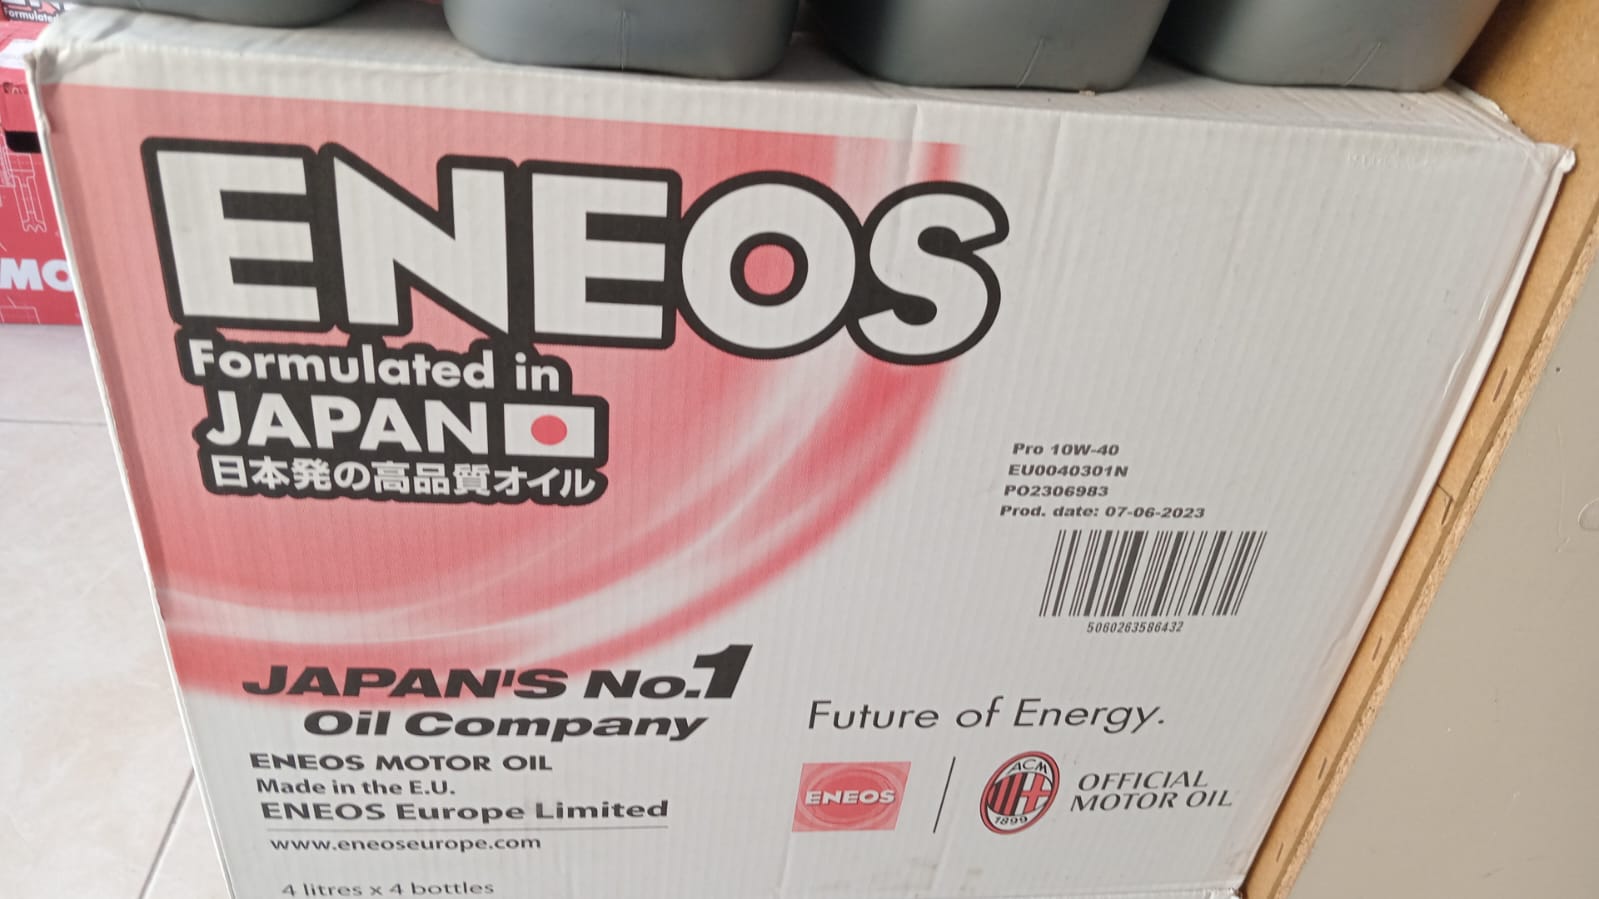 Formulated
MO
ENEOS
Formulated in
JAPAN
日本発の高品質オイル
Pro 10W-40
EU0040301N
PO2306983
Prod. date: 07-06-2023
5060263586432
JAPAN'S No.1
Oil Company
ENEOS MOTOR OIL
Made in the E.U.
ENEOS Europe Limited
www.eneoseurope.com
4 litres x 4 bottles
Future of Energy.
ENEOS
ACM
1899
OFFICIAL
MOTOR OIL